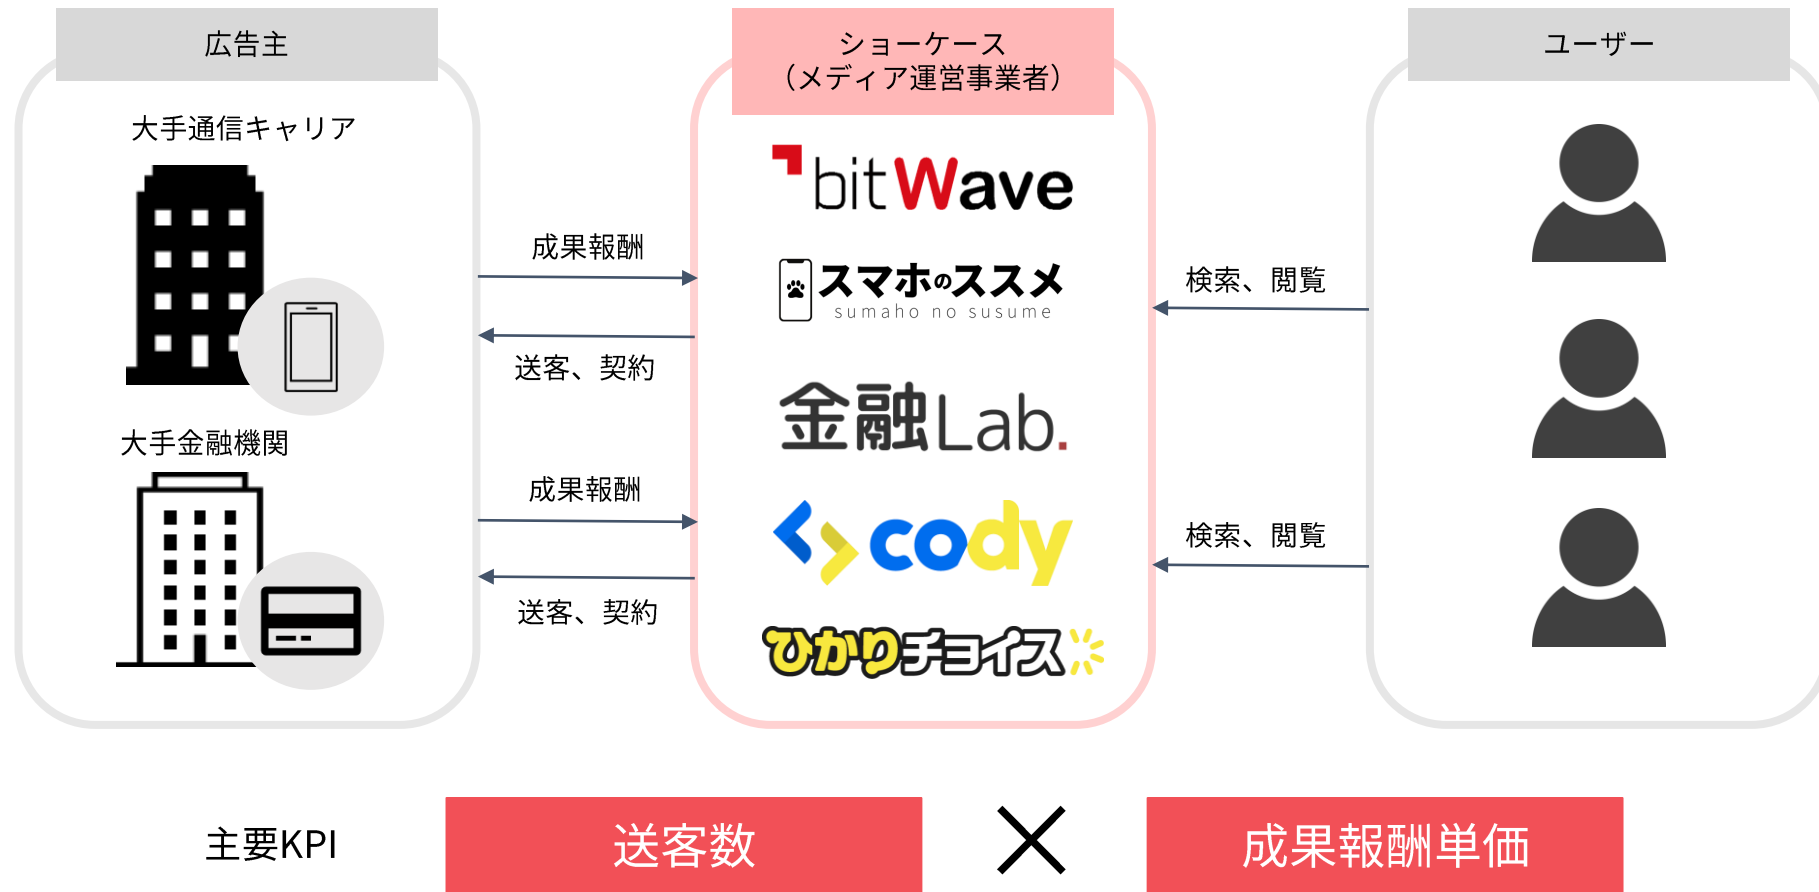 広告主
大手通信キャリア
大手金融機関
成果報酬
送客、契約
成果報酬
送客、契約
ショーケース
（メディア運営事業者）
bitWave
スマホのススメ
sumaho no susume
金融Lab.
cody
ひかりチョイス
検索、閲覧
検索、閲覧
ユーザー
主要KPI
送客数
成果報酬単価